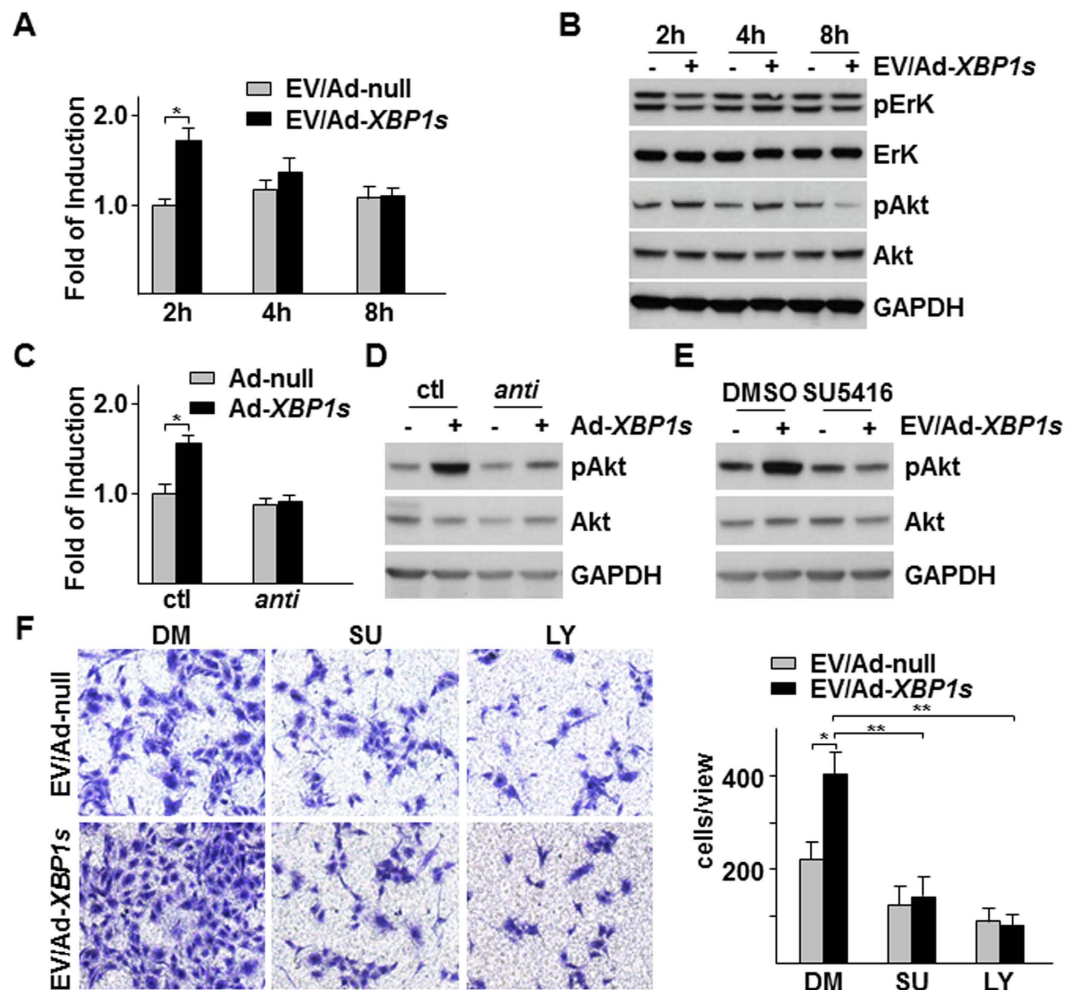 A
Fold of Induction
2.0
1.0
*
EV/Ad-null
EV/Ad-XBP1s
2h 4h 8h
B
2h 4h 8h
- + - + - + EV/Ad-XBP1s
pErK
ErK
pAkt
Akt
GAPDH
C
Fold of Induction
2.0
1.0
*
Ad-null
Ad-XBP1s
ctl anti
D
ctl anti
- + - + Ad-XBP1s
pAkt
Akt
GAPDH
E
DMSO SU5416
- + - + EV/Ad-XBP1s
pAkt
Akt
GAPDH
F
DM SU LY
EV/Ad-null
EV/Ad-XBP1s
EV/Ad-null
EV/Ad-XBP1s
**
* **
cells/view
400
200
DM SU LY